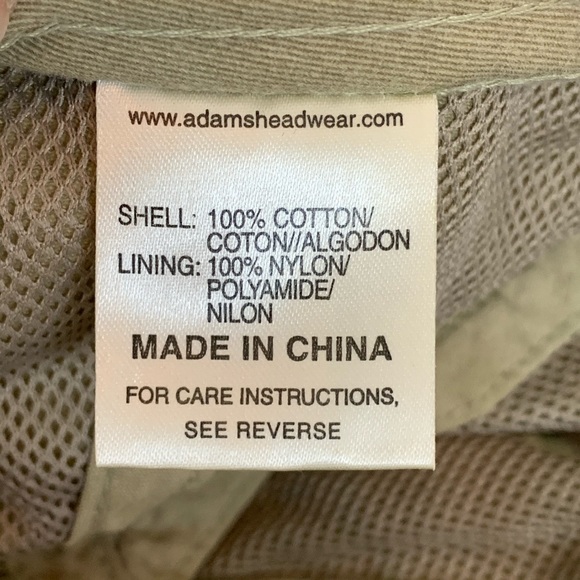 www.adamsheadwear.com
SHELL: 100% COTTON/
COTON//ALGODON
LINING: 100% NYLON/
POLYAMIDE/
NILON
MADE IN CHINA
FOR CARE INSTRUCTIONS,
SEE REVERSE